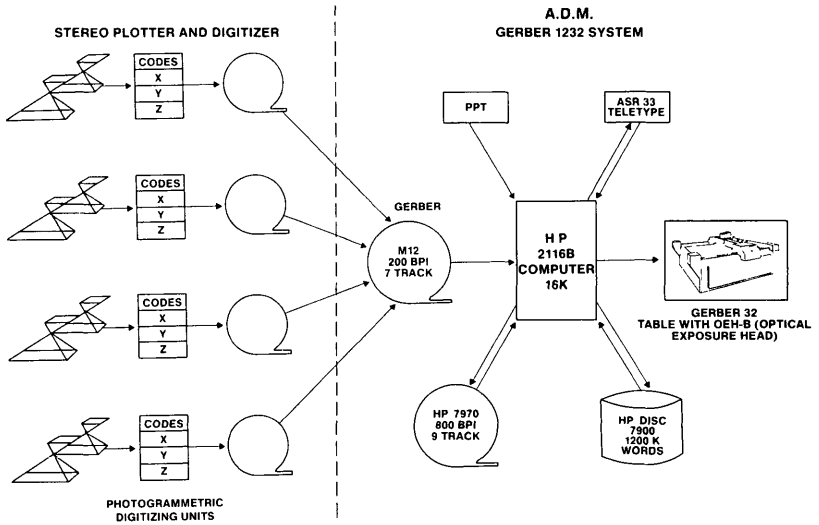 STEREO PLOTTER AND DIGITIZER
CODES
X
Y
Z
CODES
X
Y
Z
CODES
X
Y
Z
CODES
X
Y
Z
PHOTOGRAMMETRIC
DIGITIZING UNITS
A.D.M.
GERBER 1232 SYSTEM
PPT
ASR 33
TELETYPE
GERBER
M12
200 BPI
7 TRACK
H P
2116B
COMPUTER
16K
GERBER 32
TABLE WITH OEH-B (OPTICAL
EXPOSURE HEAD)
HP 7970
800 BPI
9 TRACK
HP DISC
7900
1200 K
WORDS